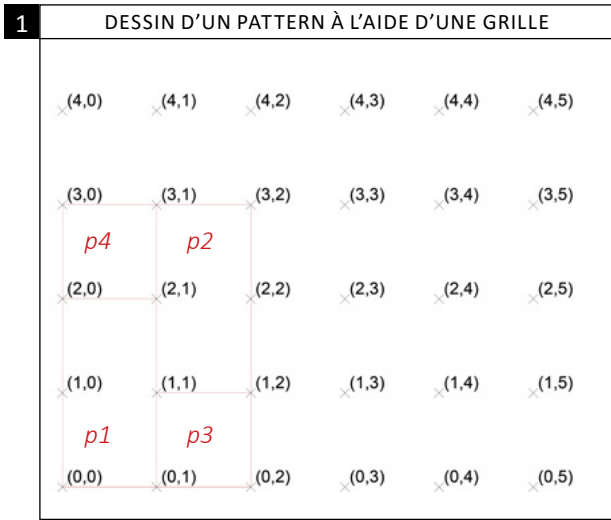 1 DESSIN D'UN PATTERN À L'AIDE D'UNE GRILLE
(4,0) (4,1) (4,2) (4,3) (4,4) (4,5)
(3,0) (3,1) (3,2) (3,3) (3,4) (3,5)
p4 p2
(2,0) (2,1) (2,2) (2,3) (2,4) (2,5)
(1,0) (1,1) (1,2) (1,3) (1,4) (1,5)
p1 p3
(0,0) (0,1) (0,2) (0,3) (0,4) (0,5)